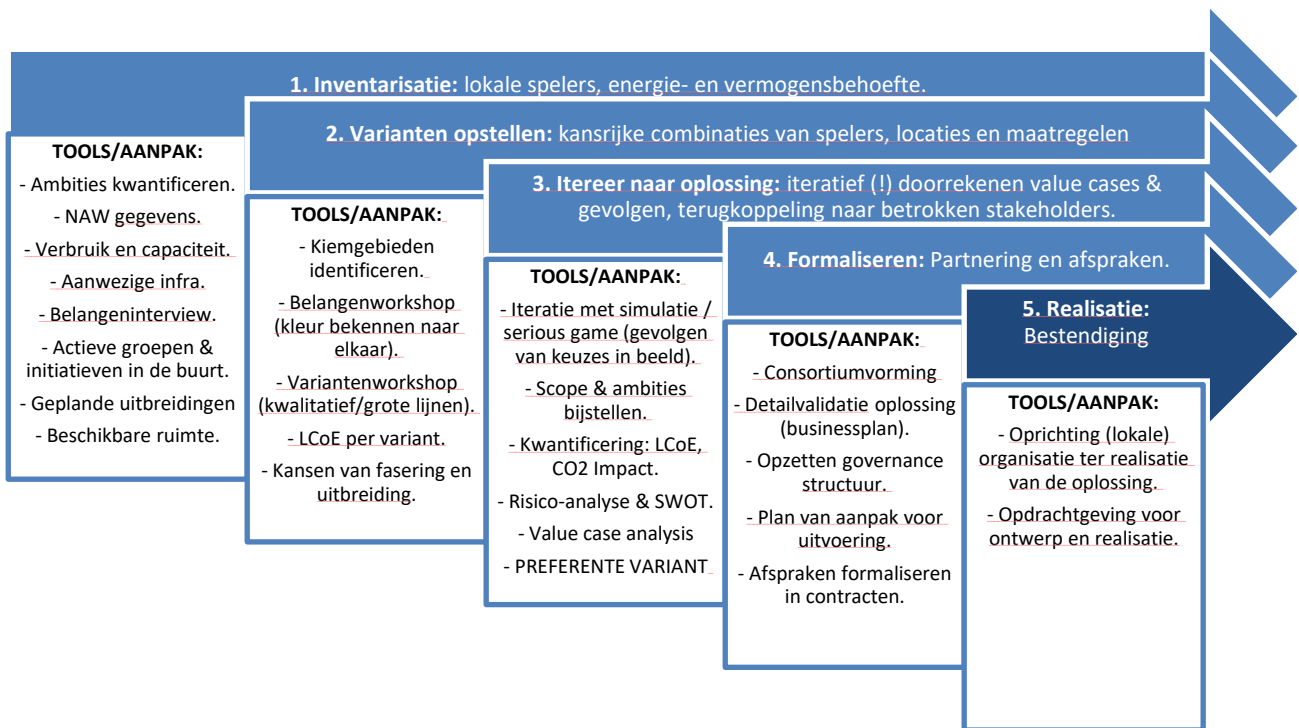 1. Inventarisatie: lokale spelers, energie- en vermogensbehoefte.
TOOLS/AANPAK:
- Ambities kwantificeren.
- NAW gegevens.
- Verbruik en capaciteit.
- Aanwezige infra.
- Belangeninterview.
- Actieve groepen &
initiatieven in de buurt.
- Geplande uitbreidingen
- Beschikbare ruimte.
2. Varianten opstellen: kansrijke combinaties van spelers, locaties en maatregelen
TOOLS/AANPAK:
- Kiemgebieden
identificeren.
- Belangenworkshop
(kleur bekennen naar
elkaar).
- Variantenworkshop
(kwalitatief/grote lijnen).
- LCoE per variant.
- Kansen van fasering en
uitbreiding.
3. Itereer naar oplossing: iteratief (!) doorrekenen value cases &
gevolgen, terugkoppeling naar betrokken stakeholders.
TOOLS/AANPAK:
- Iteratie met simulatie /
serious game (gevolgen
van keuzes in beeld).
- Scope & ambities
bijstellen.
- Kwantificering: LCoE,
CO2 Impact.
- Risico-analyse & SWOT.
- Value case analysis
- PREFERENTE VARIANT
4. Formaliseren: Partnering en afspraken.
TOOLS/AANPAK:
- Consortiumvorming
- Detailvalidatie oplossing
(businessplan).
- Opzetten governance
structuur.
- Plan van aanpak voor
uitvoering.
- Afspraken formaliseren
in contracten.
5. Realisatie:
Bestendiging
TOOLS/AANPAK:
- Oprichting (lokale)
organisatie ter realisatie
van de oplossing.
- Opdrachtgeving voor
ontwerp en realisatie.